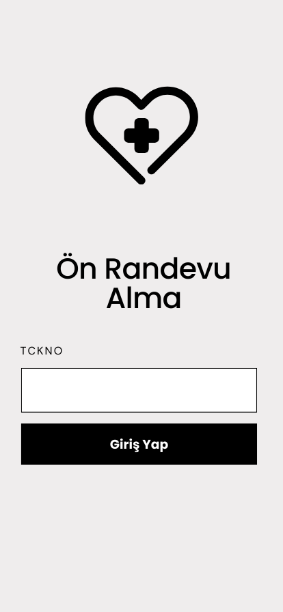 Ön Randevu
Alma
TCKNO
Giriş Yap